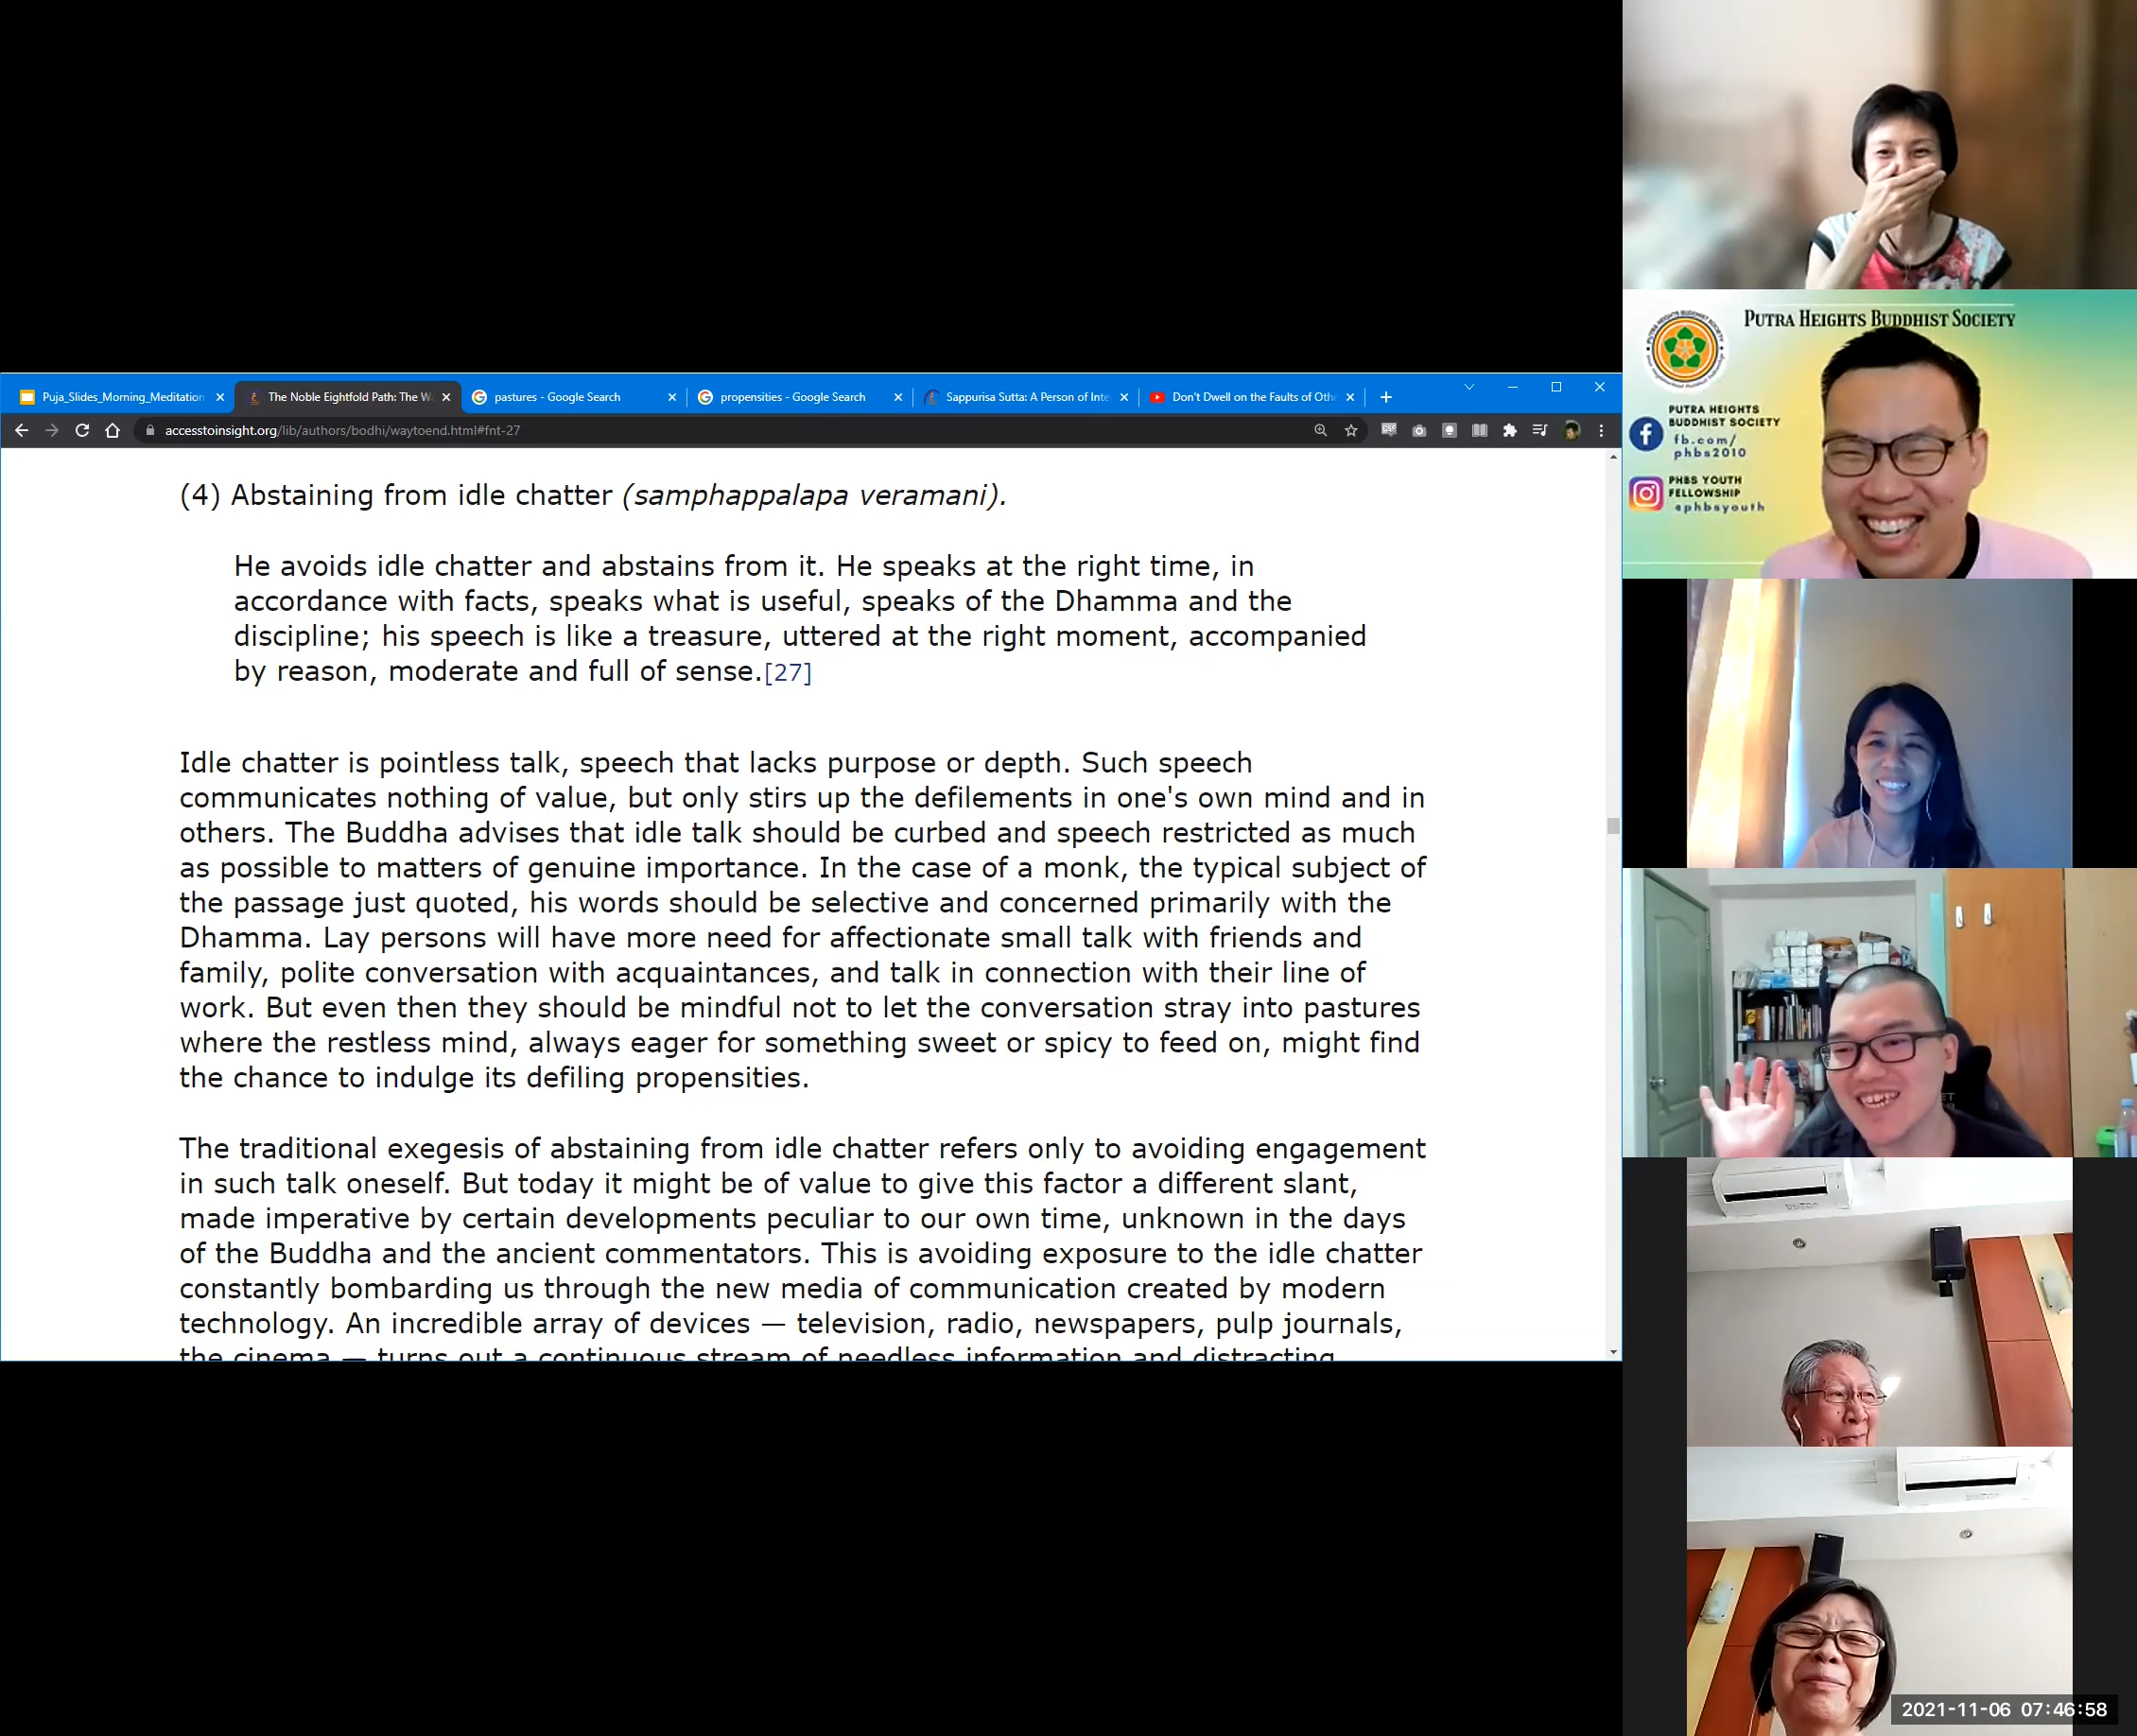 Puja_Slides_Morning_Meditation
The Noble Eightfold Path: The W
pastures - Google Search
propensities - Google Search
Sappurisa Sutta: A Person of Inte
Don't Dwell on the Faults of Oth
accesstoinsight.org/lib/authors/bodhi/waytoend.html#fnt-27
(4) Abstaining from idle chatter (samphappalapa veramani).
He avoids idle chatter and abstains from it. He speaks at the right time, in
accordance with facts, speaks what is useful, speaks of the Dhamma and the
discipline; his speech is like a treasure, uttered at the right moment, accompanied
by reason, moderate and full of sense.[27]
Idle chatter is pointless talk, speech that lacks purpose or depth. Such speech
communicates nothing of value, but only stirs up the defilements in one's own mind and in
others. The Buddha advises that idle talk should be curbed and speech restricted as much
as possible to matters of genuine importance. In the case of a monk, the typical subject of
the passage just quoted, his words should be selective and concerned primarily with the
Dhamma. Lay persons will have more need for affectionate small talk with friends and
family, polite conversation with acquaintances, and talk in connection with their line of
work. But even then they should be mindful not to let the conversation stray into pastures
where the restless mind, always eager for something sweet or spicy to feed on, might find
the chance to indulge its defiling propensities.
The traditional exegesis of abstaining from idle chatter refers only to avoiding engagement
in such talk oneself. But today it might be of value to give this factor a different slant,
made imperative by certain developments peculiar to our own time, unknown in the days
of the Buddha and the ancient commentators. This is avoiding exposure to the idle chatter
constantly bombarding us through the new media of communication created by modern
technology. An incredible array of devices — television, radio, newspapers, pulp journals,
the cinema — turns out a continuous stream of needless information and distracting
PUTRA HEIGHTS BUDDHIST SOCIETY
PUTRA HEIGHTS
BUDDHIST SOCIETY
fb.com/
phbs2010
PHBS YOUTH
FELLOWSHIP
@phbsyouth
2021-11-06 07:46:58